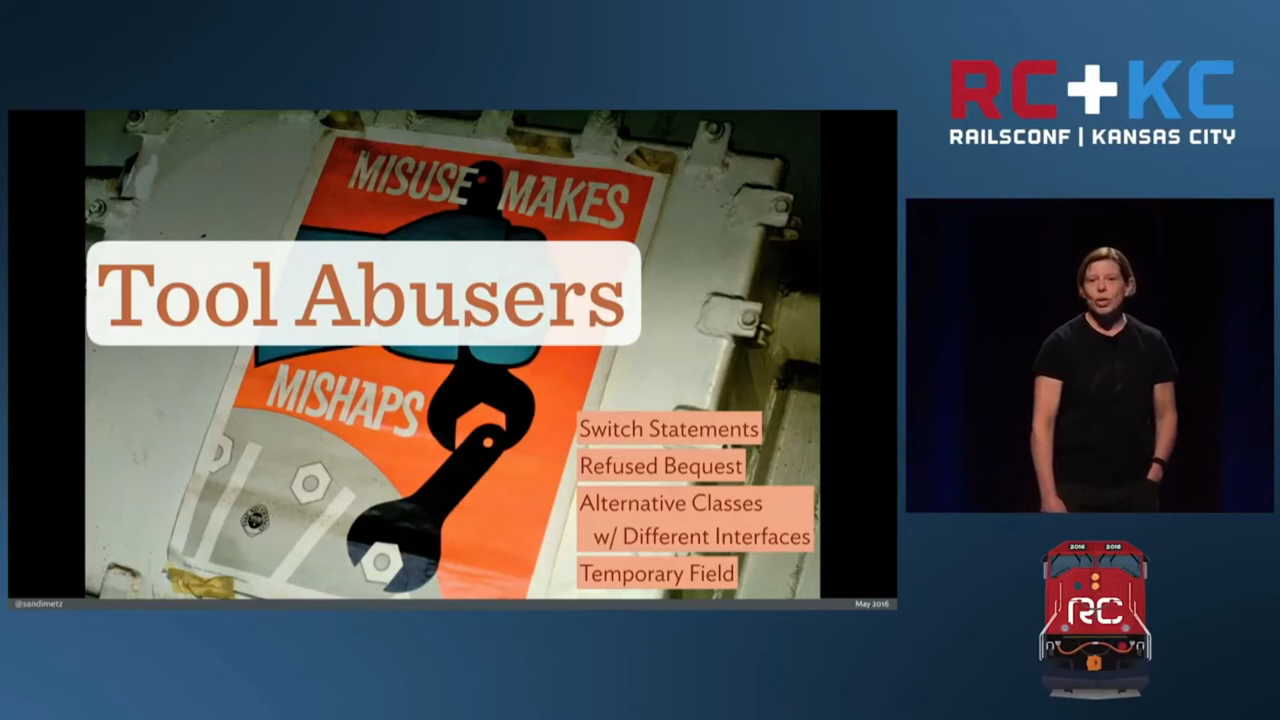 RC+KC
RAILSCONF | KANSAS CITY
MISUSE MAKES
Tool Abusers
MISHAPS
Switch Statements
Refused Bequest
Alternative Classes
w/ Different Interfaces
Temporary Field
@sandimetz
May 2016
2016 2016
RC